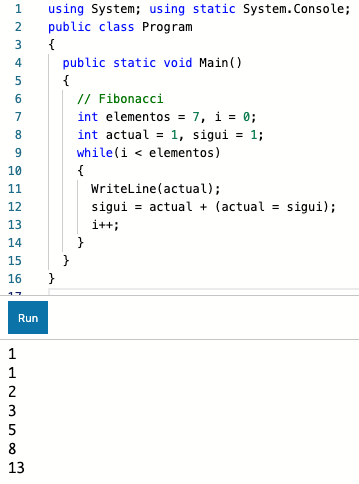 1 using System; using static System.Console;
2 public class Program
3 {
4 public static void Main()
5 {
6 // Fibonacci
7 int elementos = 7, i = 0;
8 int actual = 1, sigui = 1;
9 while(i < elementos)
10 {
11 WriteLine(actual);
12 sigui = actual + (actual = sigui);
13 i++;
14 }
15 }
16 }
17
Run
1
1
2
3
5
8
13